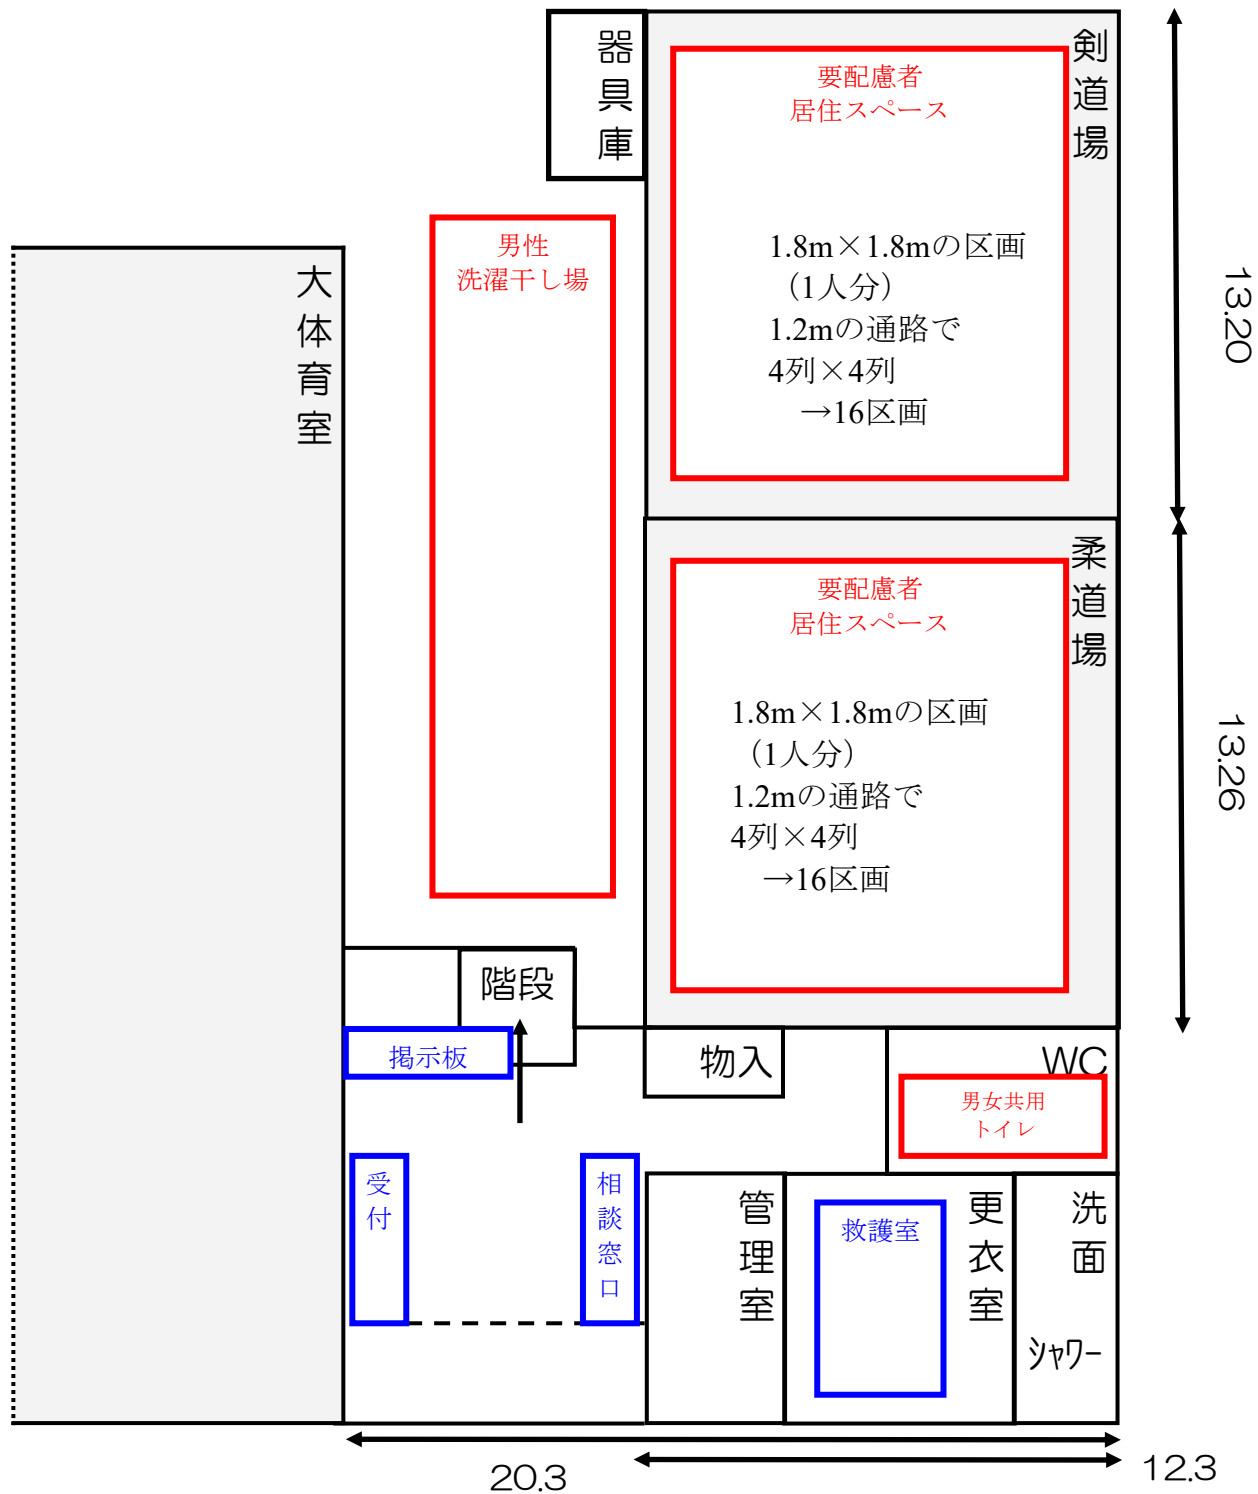 器具庫
剣道場
要配慮者
居住スペース
1.8m×1.8mの区画
（1人分）
1.2mの通路で
4列×4列
→16区画
13.20
男性
洗濯干し場
大体育室
柔道場
要配慮者
居住スペース
1.8m×1.8mの区画
（1人分）
1.2mの通路で
4列×4列
→16区画
13.26
階段
掲示板
物入
WC
男女共用
トイレ
受付
相談窓口
管理室
救護室
更衣室
洗面
ｼｬﾜｰ
20.3
12.3